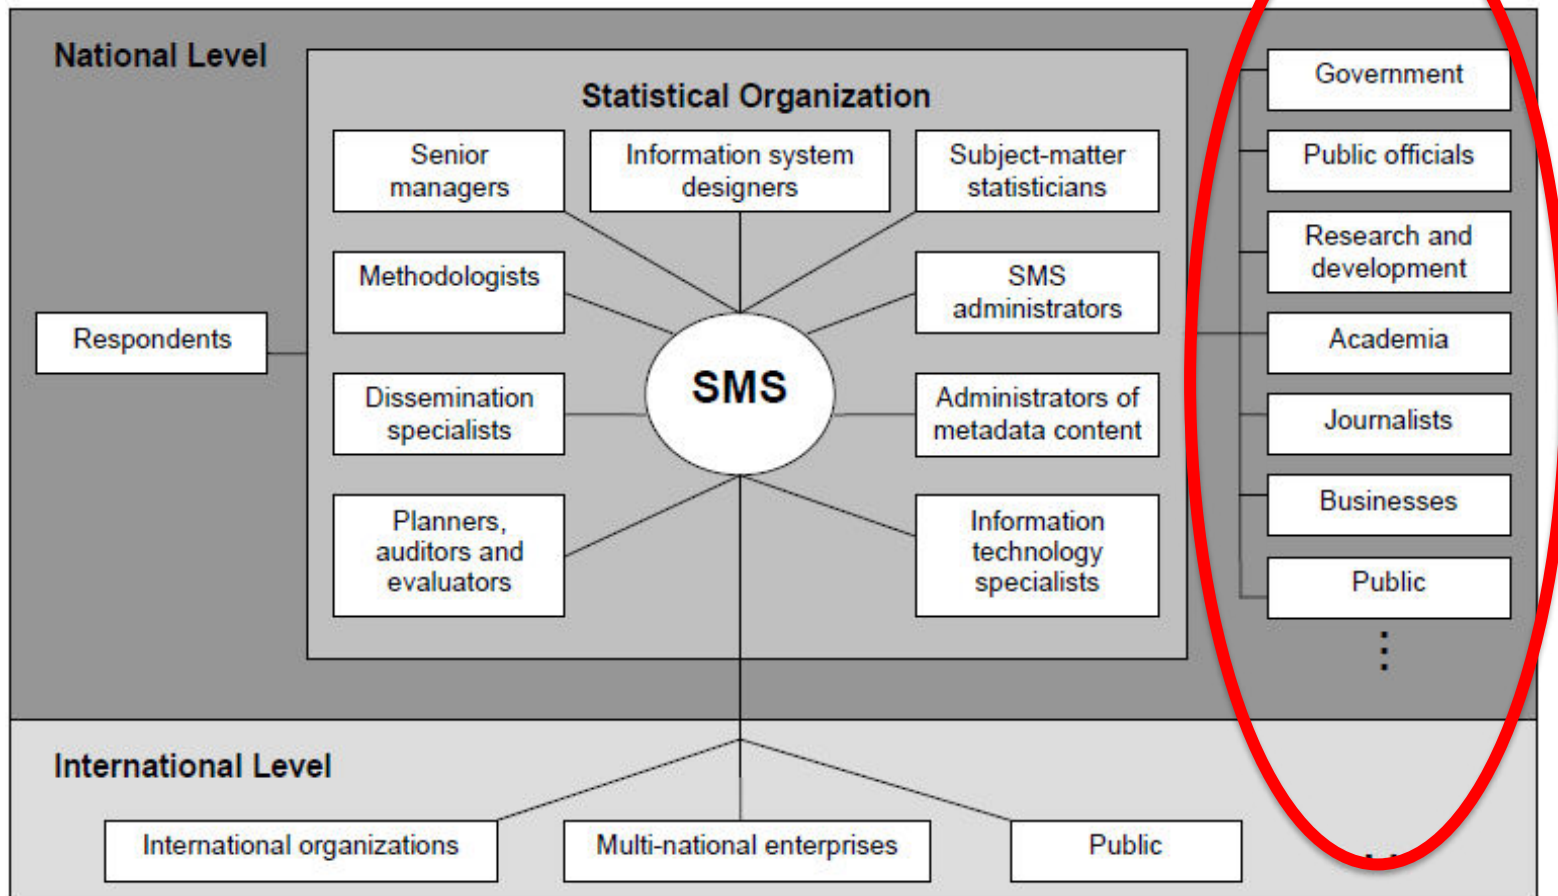 National Level
Statistical Organization
Senior
managers
Information system
designers
Subject-matter
statisticians
Methodologists
SMS
administrators
Respondents
SMS
Dissemination
specialists
Administrators of
metadata content
Planners,
auditors and
evaluators
Information
technology
specialists
Government
Public officials
Research and
development
Academia
Journalists
Businesses
Public
⋮
International Level
International organizations
Multi-national enterprises
Public
...